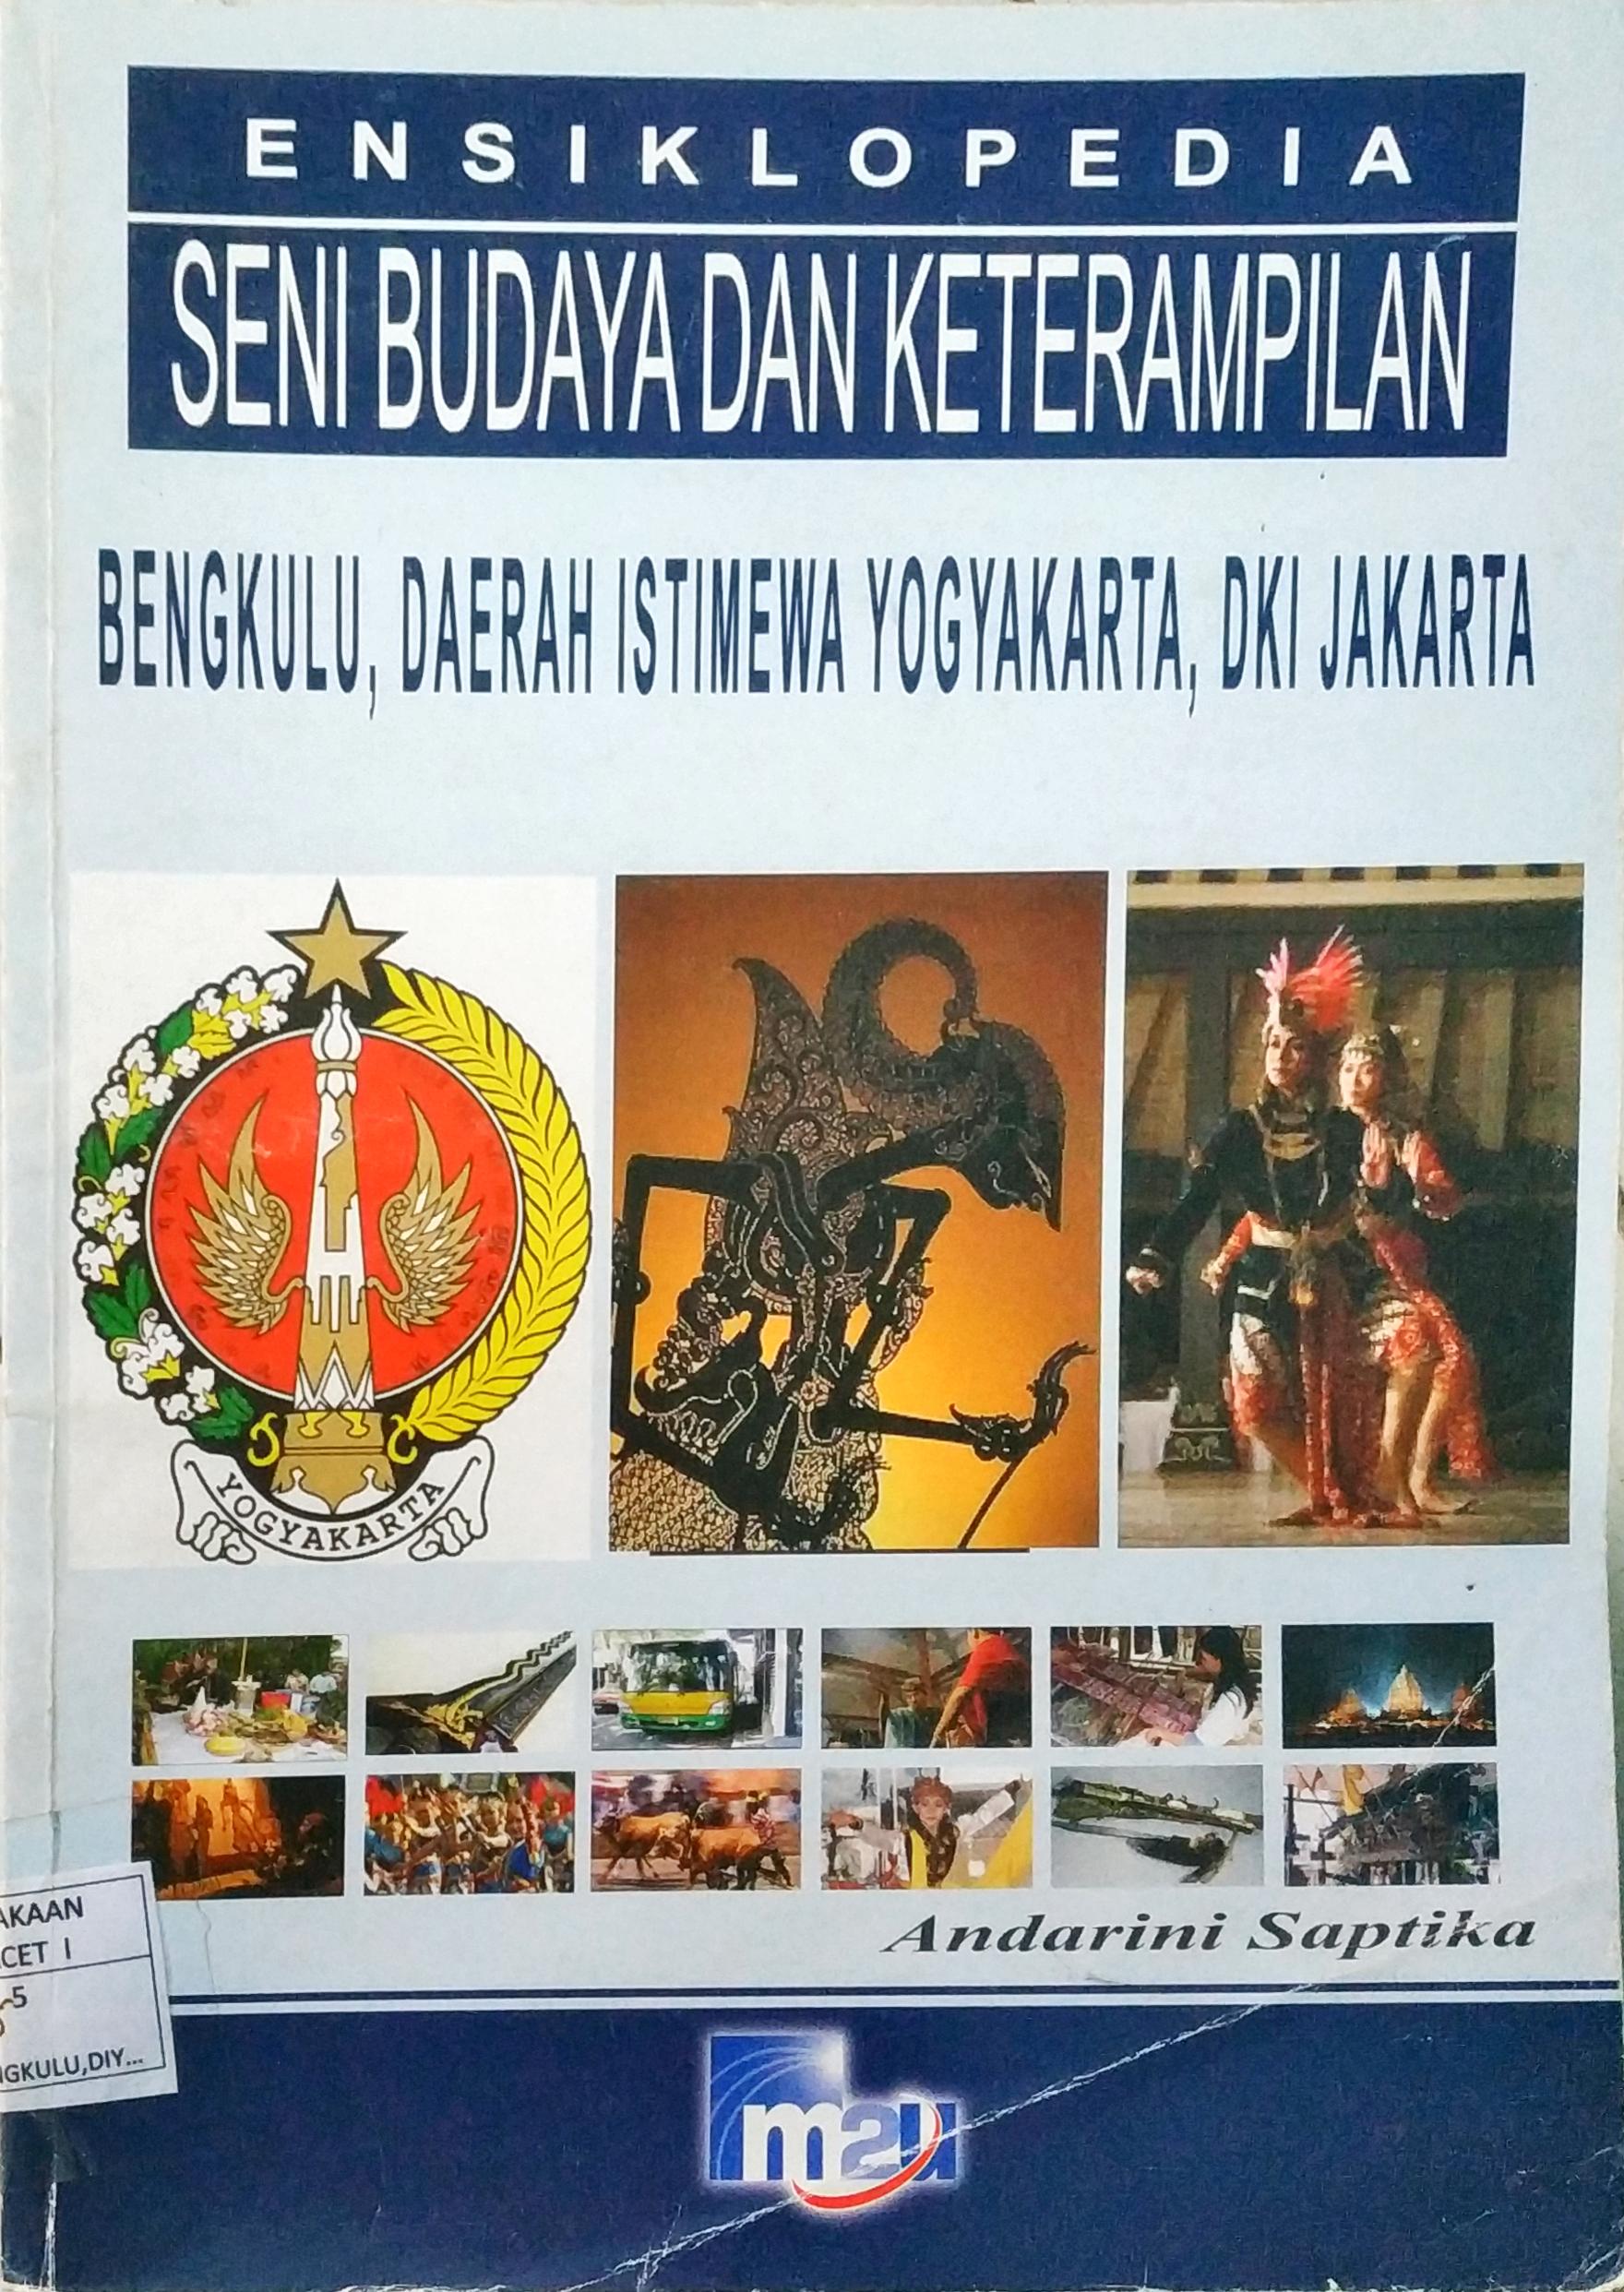 ENSIKLOPEDIA
SENI BUDAYA DAN KETERAMPILAN
BENGKULU, DAERAH ISTIMEWA YOGYAKARTA, DKI JAKARTA
YOGYAKARTA
Andarini Saptika
AKAAN
CET I
-5
NGKULU,DIY...
m2u